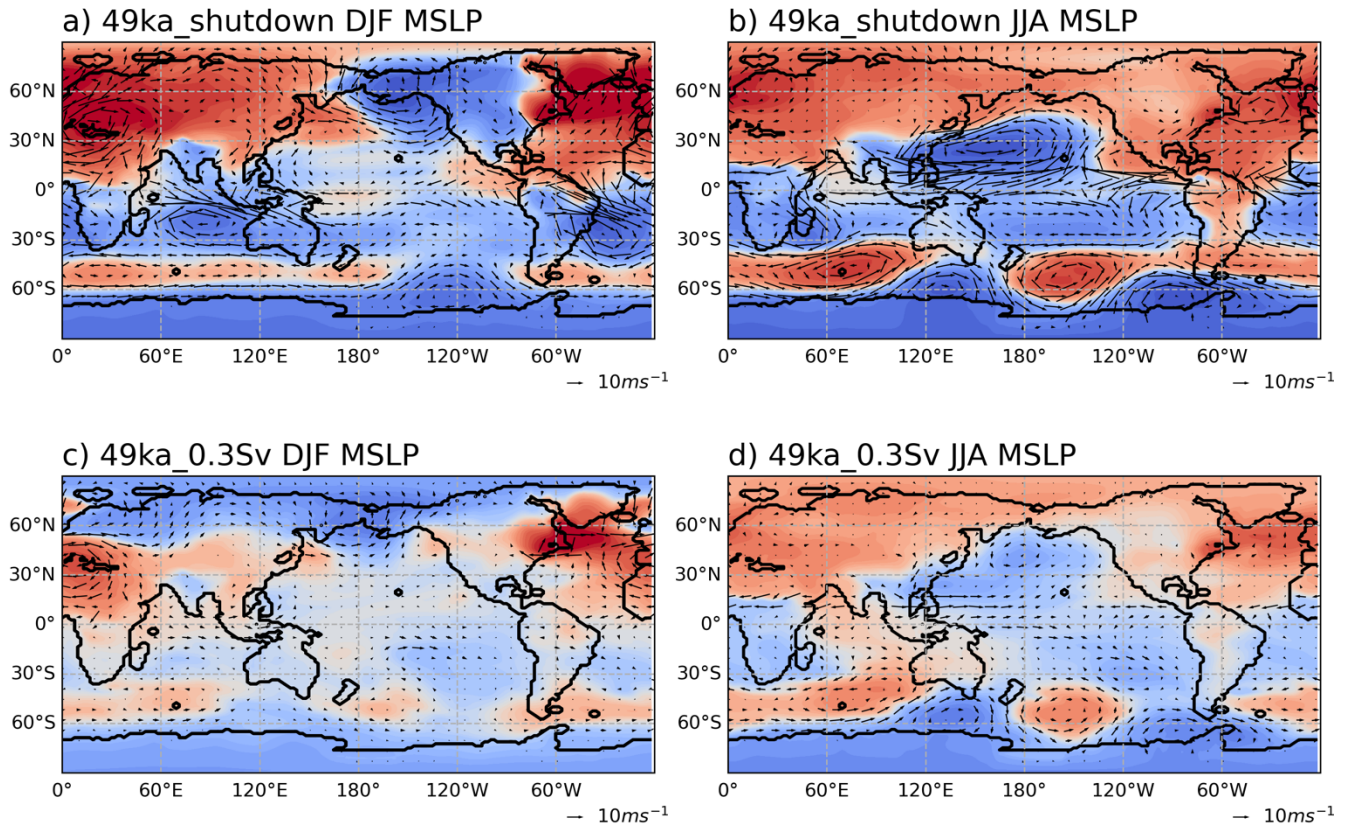 a) 49ka_shutdown DJF MSLP
60°N
30°N
0°
30°S
60°S
0° 60°E 120°E 180° 120°W 60°W
→ 10ms⁻¹
b) 49ka_shutdown JJA MSLP
60°N
30°N
0°
30°S
60°S
0° 60°E 120°E 180° 120°W 60°W
→ 10ms⁻¹
c) 49ka_0.3Sv DJF MSLP
60°N
30°N
0°
30°S
60°S
0° 60°E 120°E 180° 120°W 60°W
→ 10ms⁻¹
d) 49ka_0.3Sv JJA MSLP
60°N
30°N
0°
30°S
60°S
0° 60°E 120°E 180° 120°W 60°W
→ 10ms⁻¹